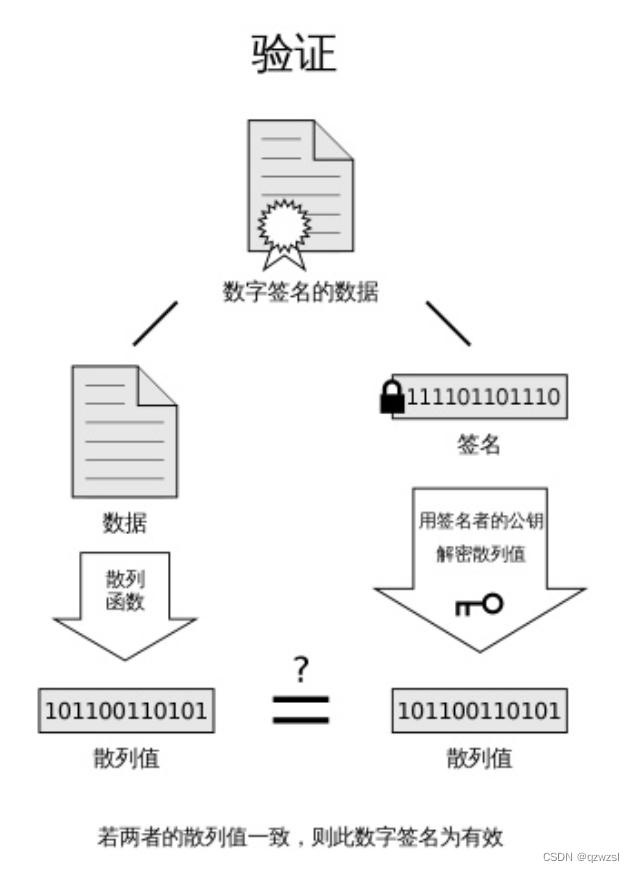 验证
数字签名的数据
111101101110
签名
数据
用签名者的公钥
解密散列值
散列
函数
?
=
101100110101
101100110101
散列值
散列值
若两者的散列值一致，则此数字签名为有效
CSDN @qzwzsl